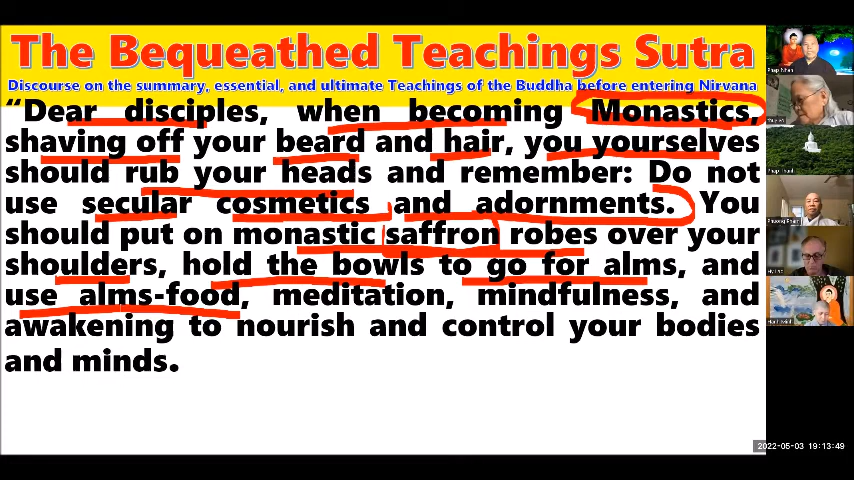 The Bequeathed Teachings Sutra
Discourse on the summary, essential, and ultimate Teachings of the Buddha before entering Nirvana
“Dear disciples, when becoming Monastics,
shaving off your beard and hair, you yourselves
should rub your heads and remember: Do not
use secular cosmetics and adornments. You
should put on monastic saffron robes over your
shoulders, hold the bowls to go for alms, and
use alms-food, meditation, mindfulness, and
awakening to nourish and control your bodies
and minds.
Phap Nhan
Phap Thanh
2022-05-03 19:13:49